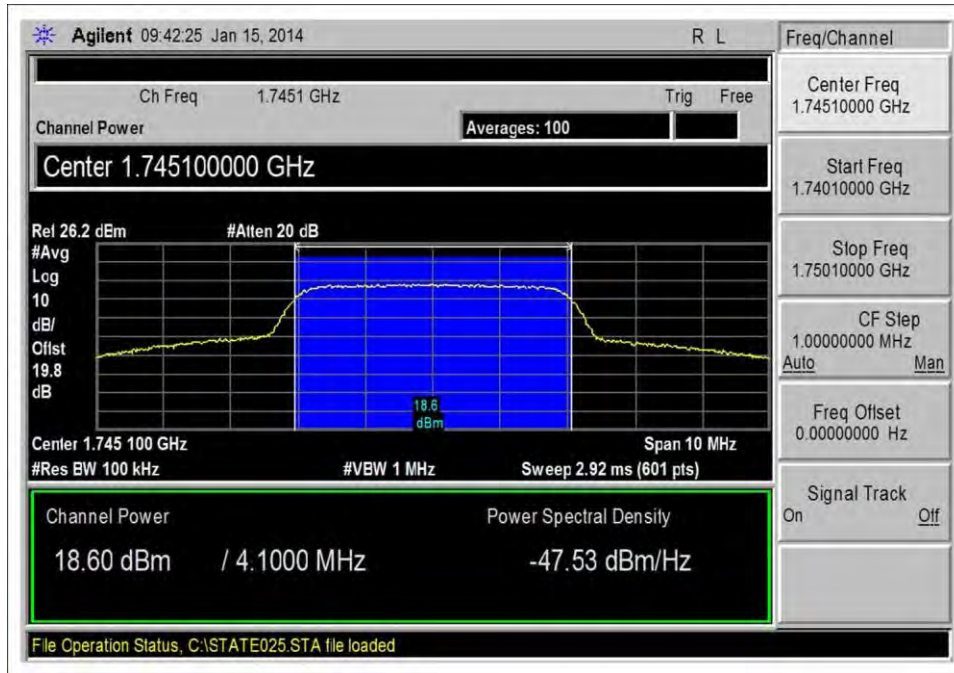 Agilent 09:42:25 Jan 15, 2014 R L
Ch Freq 1.7451 GHz Trig Free
Channel Power Averages: 100
Center 1.745100000 GHz
Ref 26.2 dBm #Atten 20 dB
#Avg
Log
10
dB/
Offst
19.8
dB
18.6
dBm
Center 1.745 100 GHz Span 10 MHz
#Res BW 100 kHz #VBW 1 MHz Sweep 2.92 ms (601 pts)
Channel Power Power Spectral Density
18.60 dBm / 4.1000 MHz -47.53 dBm/Hz
File Operation Status, C:\STATE025.STA file loaded
Freq/Channel
Center Freq
1.74510000 GHz
Start Freq
1.74010000 GHz
Stop Freq
1.75010000 GHz
CF Step
1.00000000 MHz
Auto Man
Freq Offset
0.00000000 Hz
Signal Track
On Off